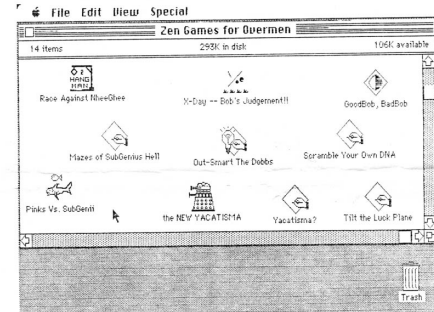 File Edit View Special
Zen Games for Overmen
14 items 293K in disk 106K available
HANG MAN
Race Against NheeGhee
X-Day -- Bob's Judgement!!
GoodBob, BadBob
Mazes of SubGenius Hell
Out-Smart The Dobbs
Scramble Your Own DNA
Pinks Vs. SubGenti
the NEW YACATISMA
Yacatisma?
Tilt the Luck Plane
Trash